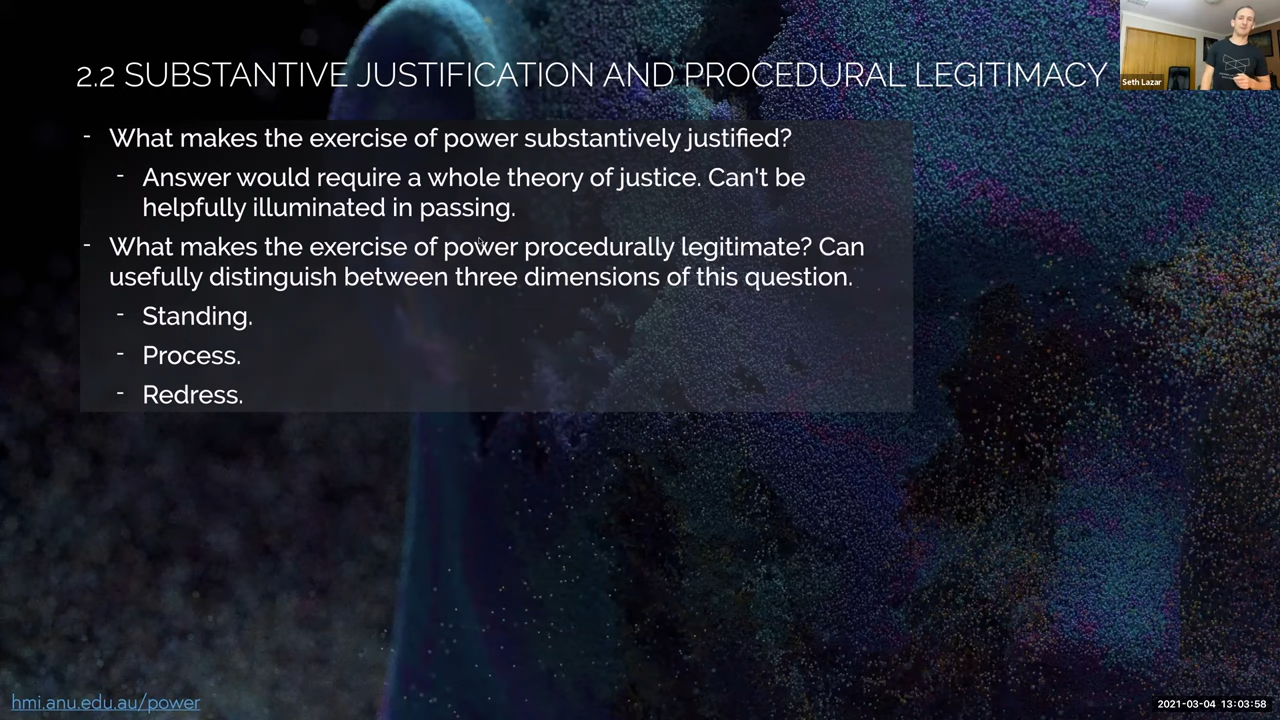 2.2 SUBSTANTIVE JUSTIFICATION AND PROCEDURAL LEGITIMACY
Seth Lazar
- What makes the exercise of power substantively justified?
- Answer would require a whole theory of justice. Can't be
helpfully illuminated in passing.
- What makes the exercise of power procedurally legitimate? Can
usefully distinguish between three dimensions of this question.
- Standing.
- Process.
- Redress.
hmi.anu.edu.au/power
2021-03-04 13:03:58